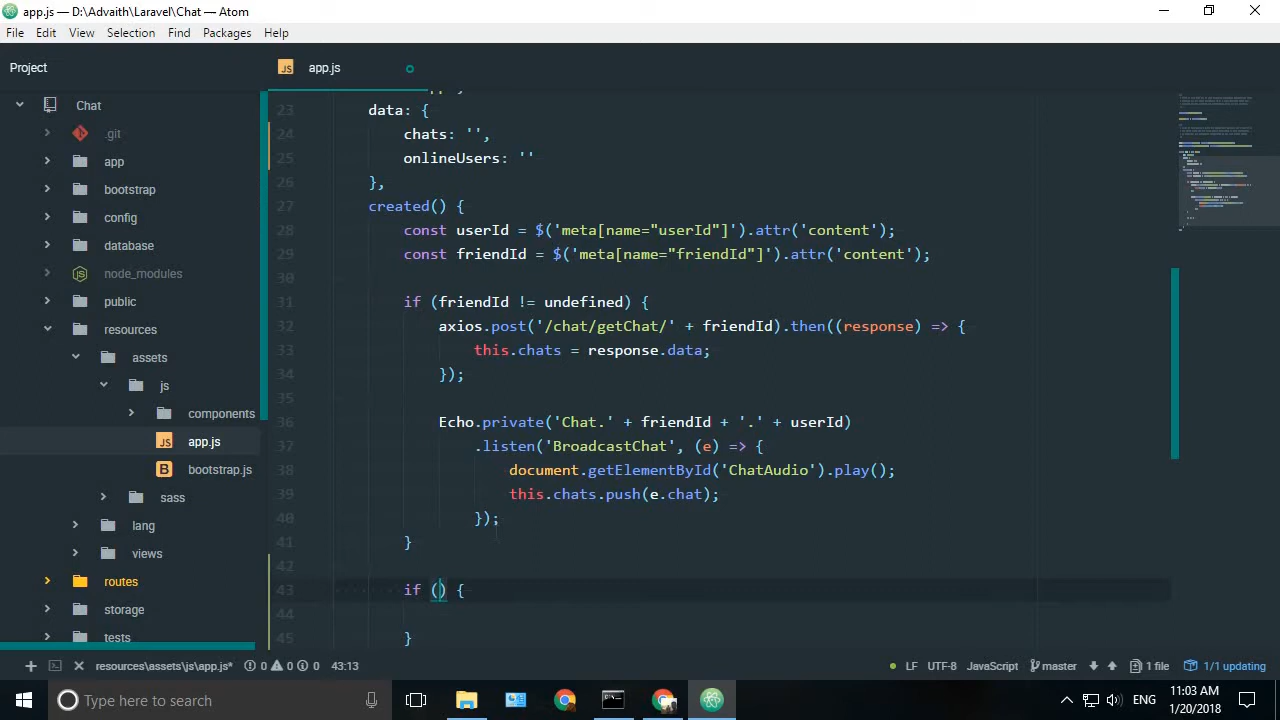 app.js — D:\Advaith\Laravel\Chat — Atom
File Edit View Selection Find Packages Help
Project
app.js
Chat
.git
app
bootstrap
config
database
node_modules
public
resources
assets
js
components
app.js
bootstrap.js
sass
lang
views
routes
storage
tests
23 data: {
24 chats: '',
25 onlineUsers: ''
26 },
27 created() {
28 const userId = $('meta[name="userId"]').attr('content');
29 const friendId = $('meta[name="friendId"]').attr('content');
30
31 if (friendId != undefined) {
32 axios.post('/chat/getChat/' + friendId).then((response) => {
33 this.chats = response.data;
34 });
35
36 Echo.private('Chat.' + friendId + '.' + userId)
37 .listen('BroadcastChat', (e) => {
38 document.getElementById('ChatAudio').play();
39 this.chats.push(e.chat);
40 });
41 }
42
43 if () {
44
45 }
resources\assets\js\app.js* 0 0 0 43:13 LF UTF-8 JavaScript master 1 file 1/1 updating
Type here to search
ENG
11:03 AM
1/20/2018